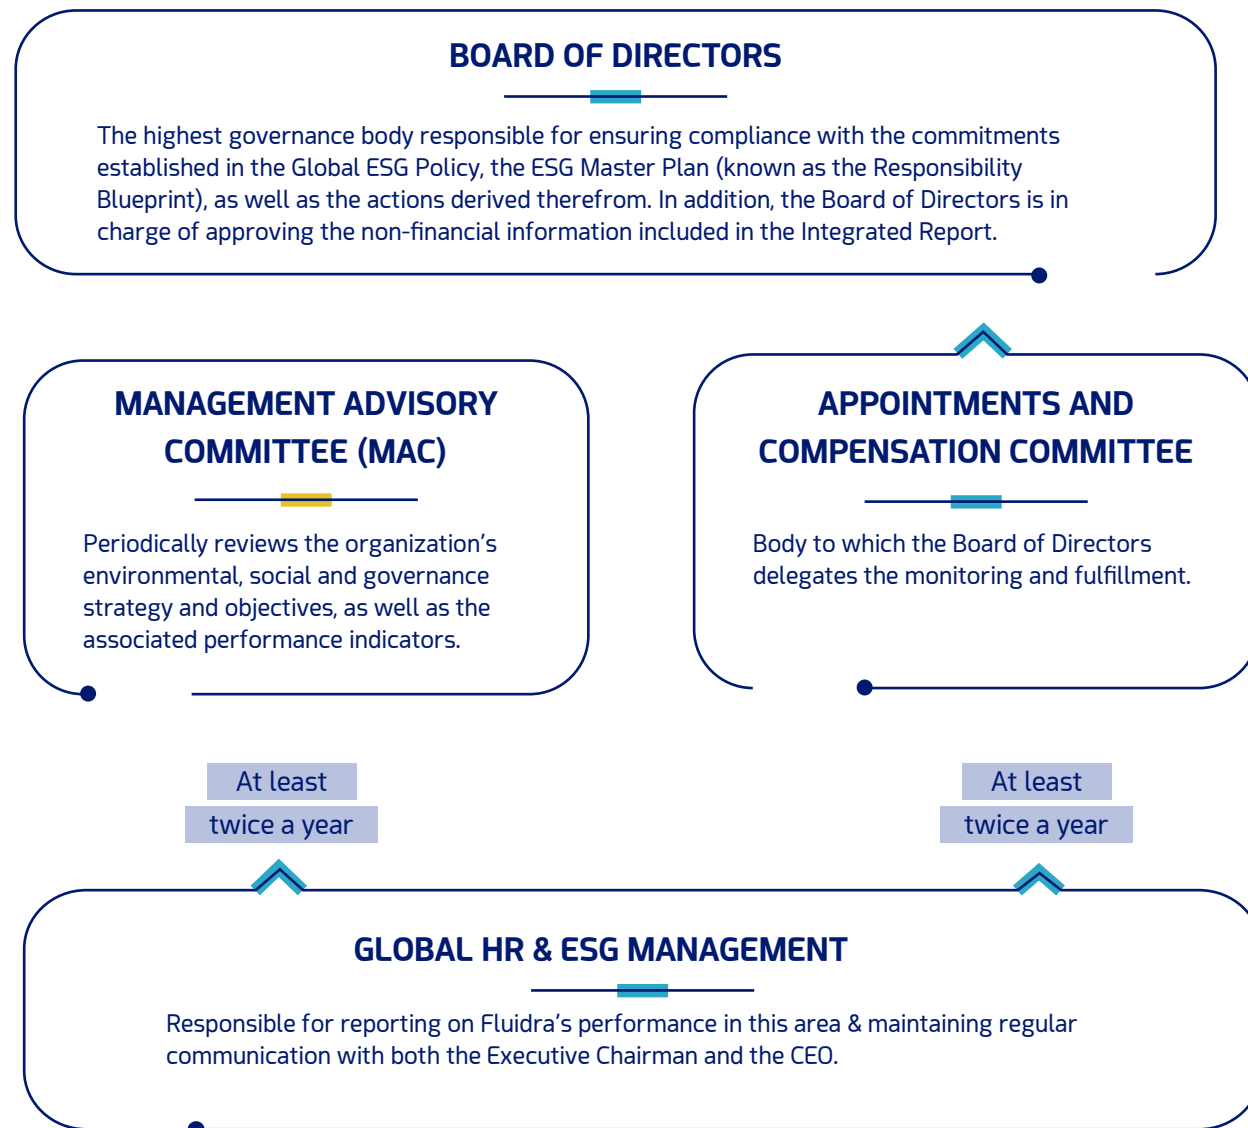 BOARD OF DIRECTORS
The highest governance body responsible for ensuring compliance with the commitments
established in the Global ESG Policy, the ESG Master Plan (known as the Responsibility
Blueprint), as well as the actions derived therefrom. In addition, the Board of Directors is in
charge of approving the non-financial information included in the Integrated Report.
MANAGEMENT ADVISORY
COMMITTEE (MAC)
Periodically reviews the organization's
environmental, social and governance
strategy and objectives, as well as the
associated performance indicators.
APPOINTMENTS AND
COMPENSATION COMMITTEE
Body to which the Board of Directors
delegates the monitoring and fulfillment.
At least
twice a year
At least
twice a year
GLOBAL HR & ESG MANAGEMENT
Responsible for reporting on Fluidra's performance in this area & maintaining regular
communication with both the Executive Chairman and the CEO.